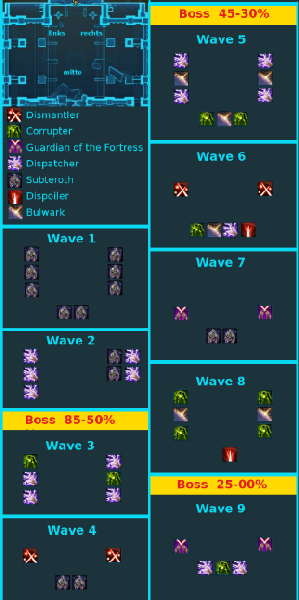 links rechts
mitte
Dismantler
Corrupter
Guardian of the Fortress
Dispatcher
Subteroth
Dispoiler
Bulwark
Wave 1
Wave 2
Boss 85-50%
Wave 3
Wave 4
Boss 45-30%
Wave 5
Wave 6
Wave 7
Wave 8
Boss 25-00%
Wave 9